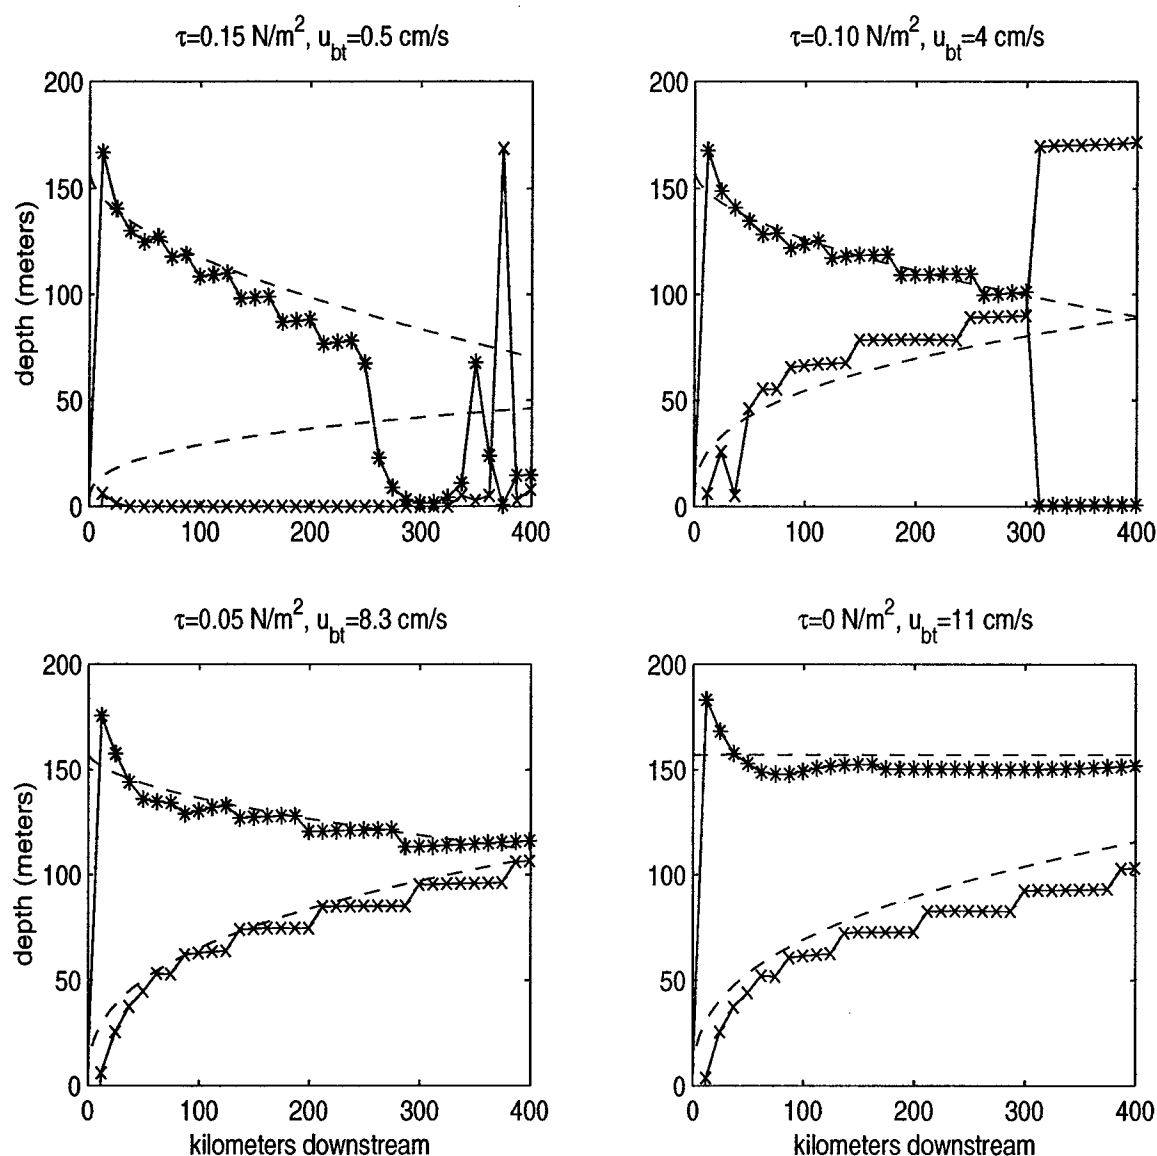 τ=0.15 N/m², u_bt=0.5 cm/s
200
150
100
50
0
depth (meters)
0 100 200 300 400
τ=0.10 N/m², u_bt=4 cm/s
200
150
100
50
0
0 100 200 300 400
τ=0.05 N/m², u_bt=8.3 cm/s
200
150
100
50
0
depth (meters)
0 100 200 300 400
kilometers downstream
τ=0 N/m², u_bt=11 cm/s
200
150
100
50
0
0 100 200 300 400
kilometers downstream